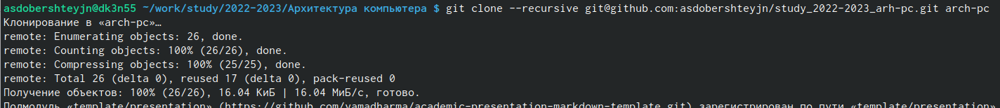 asdobershteyjn@dk3n55 ~/work/study/2022-2023/Архитектура компьютера $ git clone --recursive git@github.com:asdobershteyjn/study_2022-2023_arh-pc.git arch-pc
Клонирование в «arch-pc»…
remote: Enumerating objects: 26, done.
remote: Counting objects: 100% (26/26), done.
remote: Compressing objects: 100% (25/25), done.
remote: Total 26 (delta 0), reused 17 (delta 0), pack-reused 0
Получение объектов: 100% (26/26), 16.04 КиБ | 16.04 МиБ/с, готово.
Подмодуль «template/presentation» (https://github.com/yamadharma/academic-presentation-markdown-template.git) зарегистрирован по пути «template/presentation»